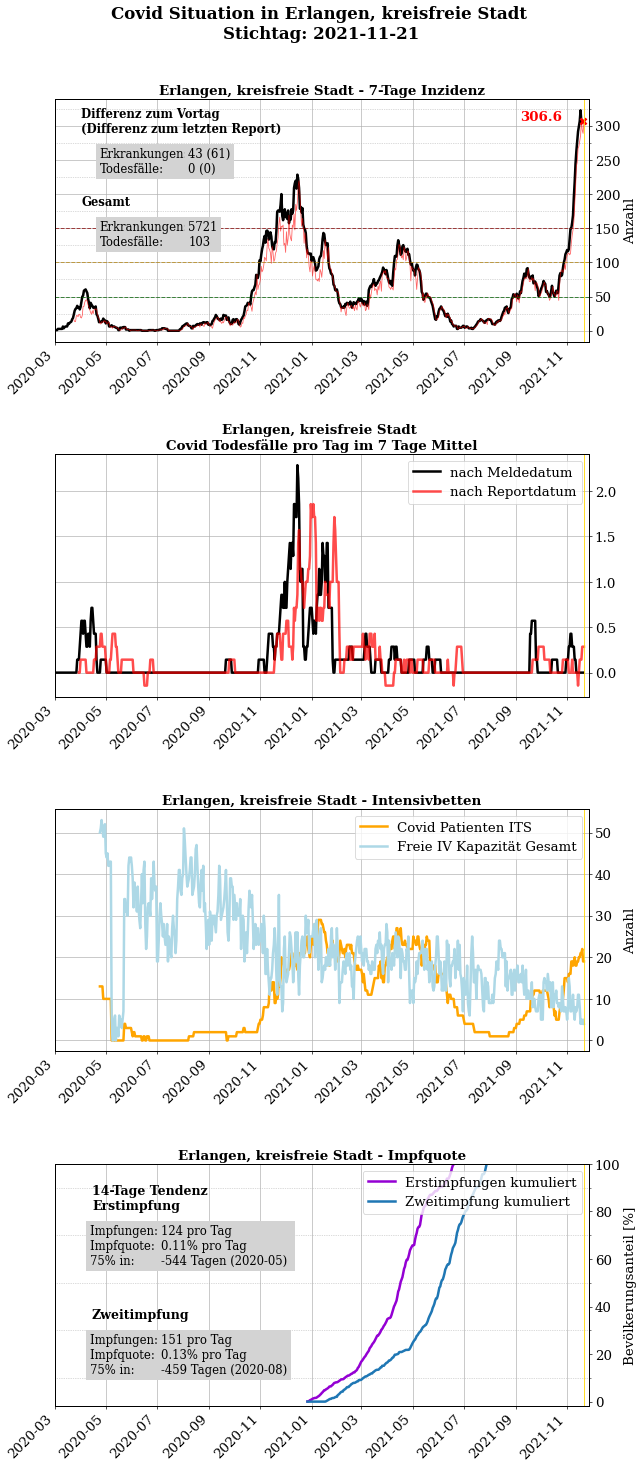 Covid Situation in Erlangen, kreisfreie Stadt
Stichtag: 2021-11-21
Erlangen, kreisfreie Stadt - 7-Tage Inzidenz
Differenz zum Vortag
(Differenz zum letzten Report)
Erkrankungen 43 (61)
Todesfälle: 0 (0)
Gesamt
Erkrankungen 5721
Todesfälle: 103
306.6
300
250
200
150
100
50
0
Anzahl
2020-03 2020-05 2020-07 2020-09 2020-11 2021-01 2021-03 2021-05 2021-07 2021-09 2021-11
Erlangen, kreisfreie Stadt
Covid Todesfälle pro Tag im 7 Tage Mittel
nach Meldedatum
nach Reportdatum
2.0
1.5
1.0
0.5
0.0
2020-03 2020-05 2020-07 2020-09 2020-11 2021-01 2021-03 2021-05 2021-07 2021-09 2021-11
Erlangen, kreisfreie Stadt - Intensivbetten
Covid Patienten ITS
Freie IV Kapazität Gesamt
50
40
30
20
10
0
Anzahl
2020-03 2020-05 2020-07 2020-09 2020-11 2021-01 2021-03 2021-05 2021-07 2021-09 2021-11
Erlangen, kreisfreie Stadt - Impfquote
14-Tage Tendenz
Erstimpfung
Impfungen: 124 pro Tag
Impfquote: 0.11% pro Tag
75% in: -544 Tagen (2020-05)
Zweitimpfung
Impfungen: 151 pro Tag
Impfquote: 0.13% pro Tag
75% in: -459 Tagen (2020-08)
Erstimpfungen kumuliert
Zweitimpfung kumuliert
100
80
60
40
20
0
Bevölkerungsanteil [%]
2020-03 2020-05 2020-07 2020-09 2020-11 2021-01 2021-03 2021-05 2021-07 2021-09 2021-11